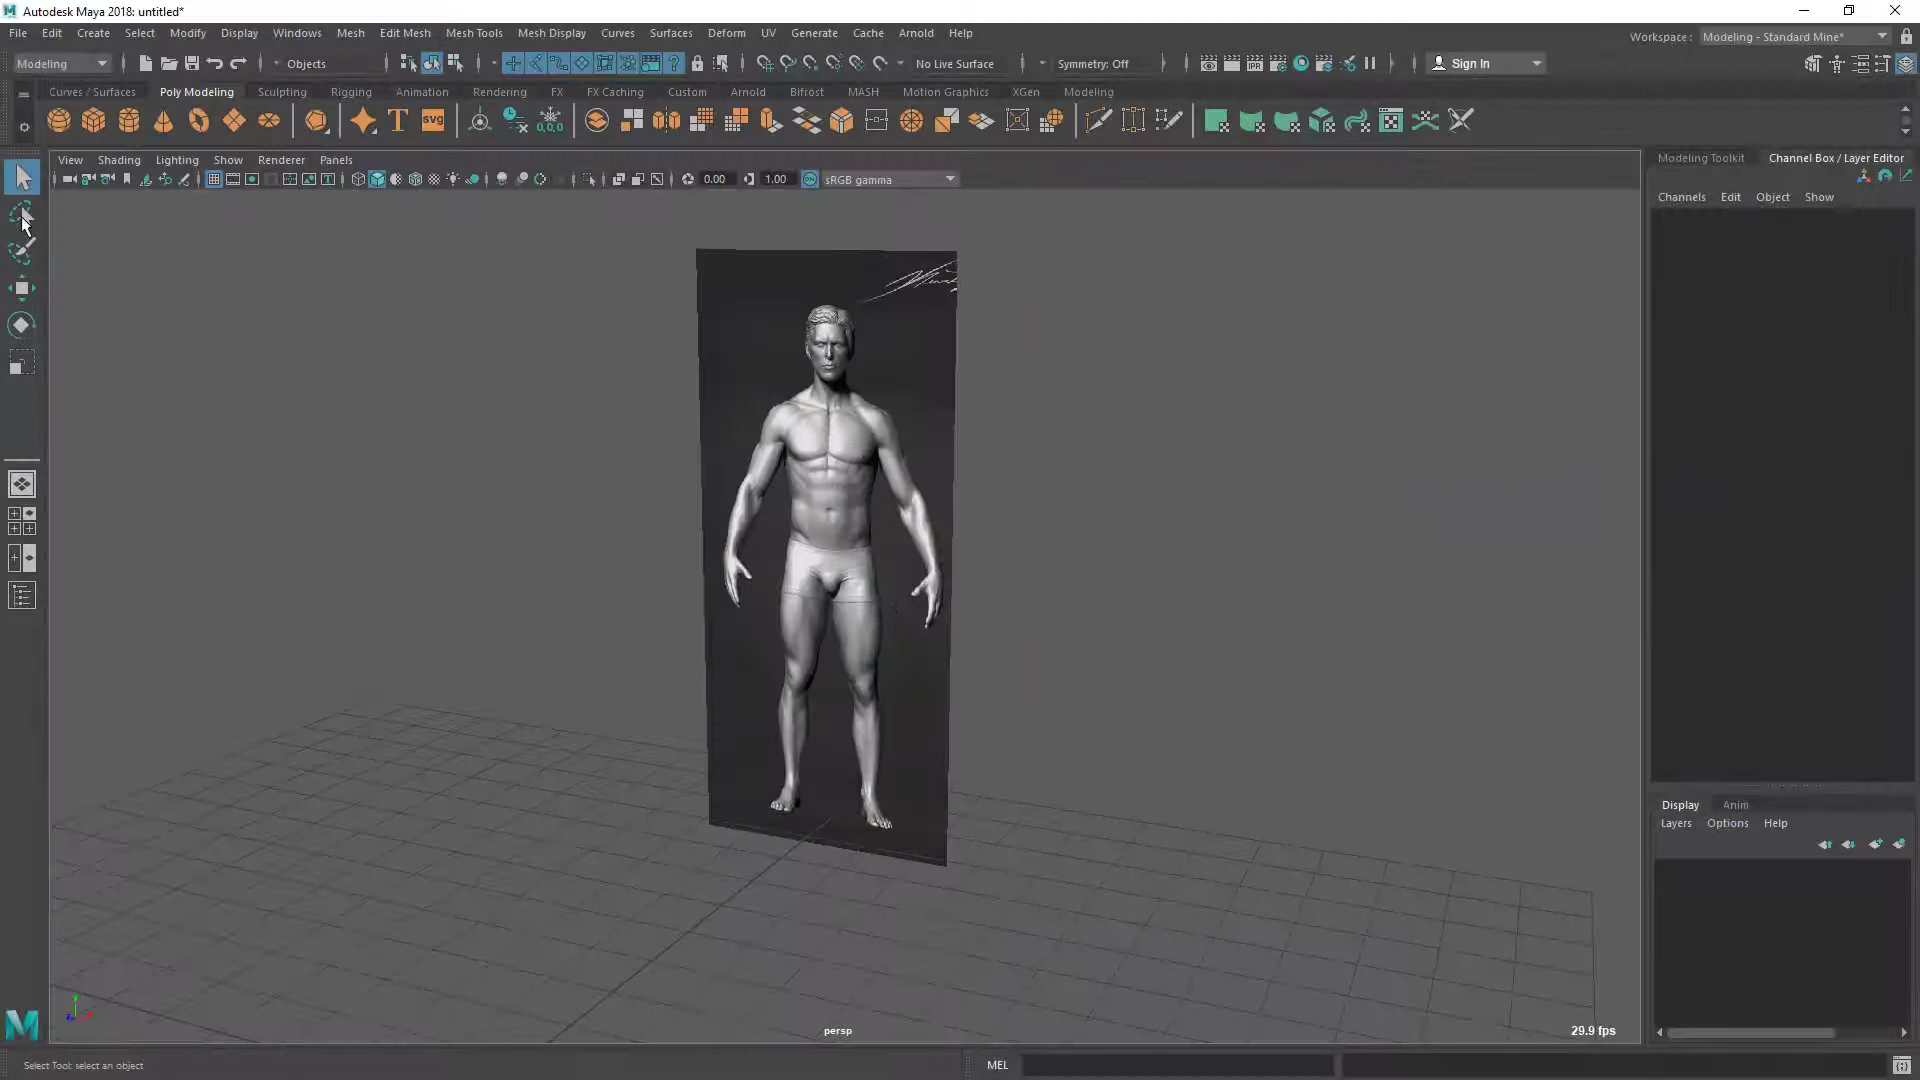 Autodesk Maya 2018: untitled*
File Edit Create Select Modify Display Windows Mesh Edit Mesh Mesh Tools Mesh Display Curves Surfaces Deform UV Generate Cache Arnold Help
Workspace : Modeling - Standard Mine*
Modeling Objects No Live Surface Symmetry: Off Sign In
Curves / Surfaces Poly Modeling Sculpting Rigging Animation Rendering FX FX Caching Custom Arnold Bifrost MASH Motion Graphics XGen Modeling
T svg 0,0,0
View Shading Lighting Show Renderer Panels
Modeling Toolkit Channel Box / Layer Editor
0.00 1.00 sRGB gamma
Channels Edit Object Show
Display Anim
Layers Options Help
persp
29.9 fps
Select Tool: select an object
MEL